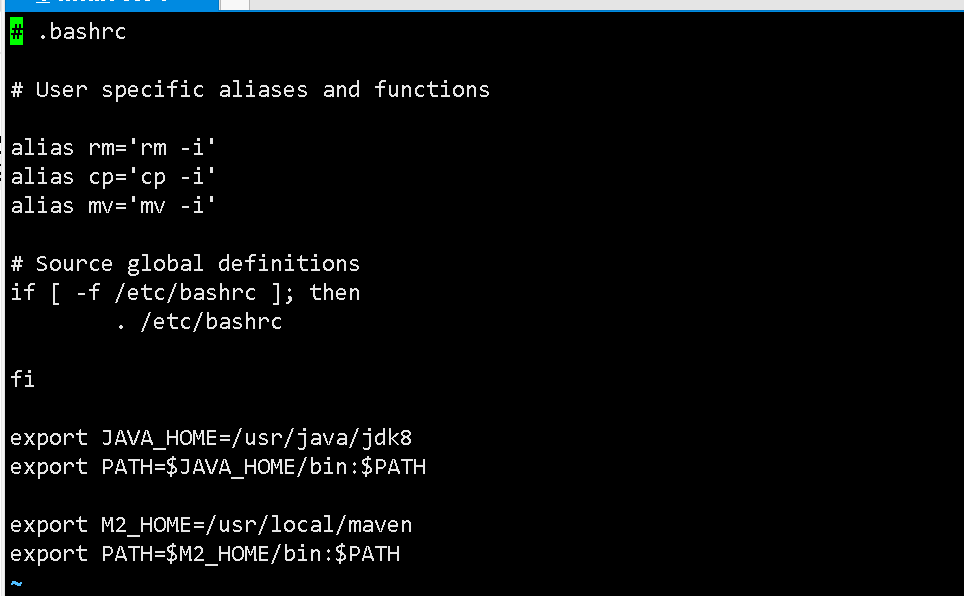 # .bashrc
# User specific aliases and functions
alias rm='rm -i'
alias cp='cp -i'
alias mv='mv -i'
# Source global definitions
if [ -f /etc/bashrc ]; then
        . /etc/bashrc
fi
export JAVA_HOME=/usr/java/jdk8
export PATH=$JAVA_HOME/bin:$PATH
export M2_HOME=/usr/local/maven
export PATH=$M2_HOME/bin:$PATH
~